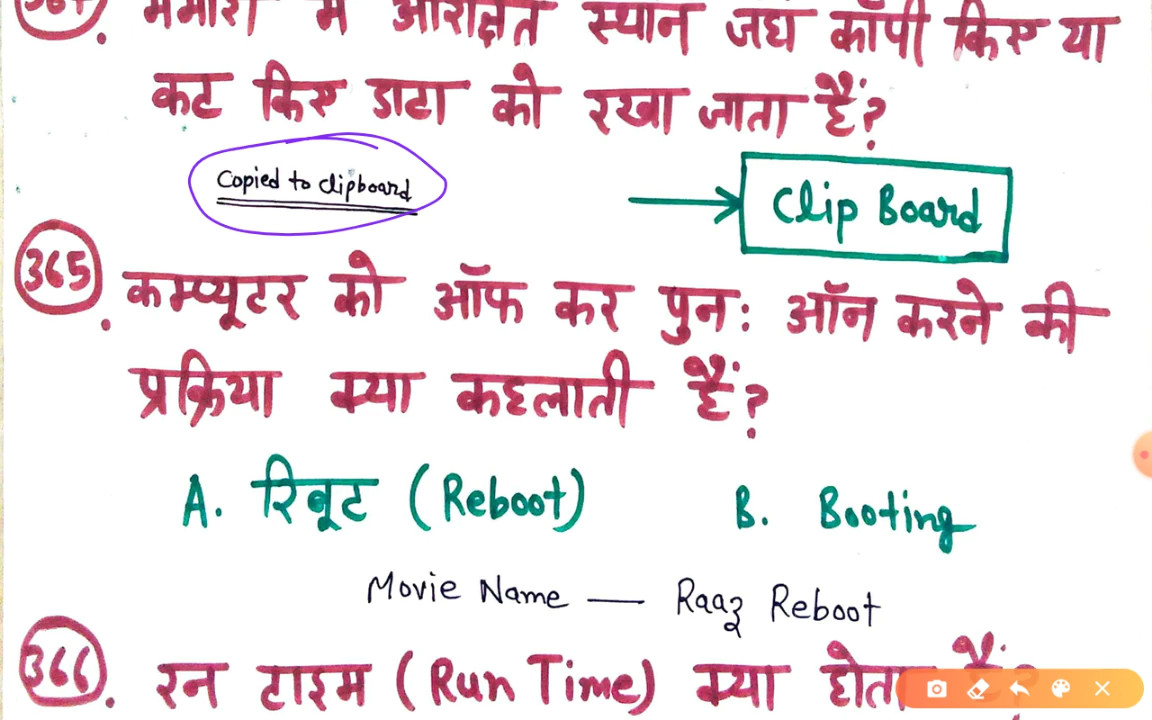 364. मेमोरी में आरक्षित स्थान जहाँ कॉपी किए या
कट किए डाटा को रखा जाता हैं?
Copied to clipboard
Clip Board
365. कम्प्यूटर को ऑफ कर पुनः ऑन करने की
प्रक्रिया क्या कहलाती हैं?
A. रिबूट (Reboot) B. Booting
Movie Name — Raaz Reboot
366. रन टाइम (Run Time) क्या होता हैं?